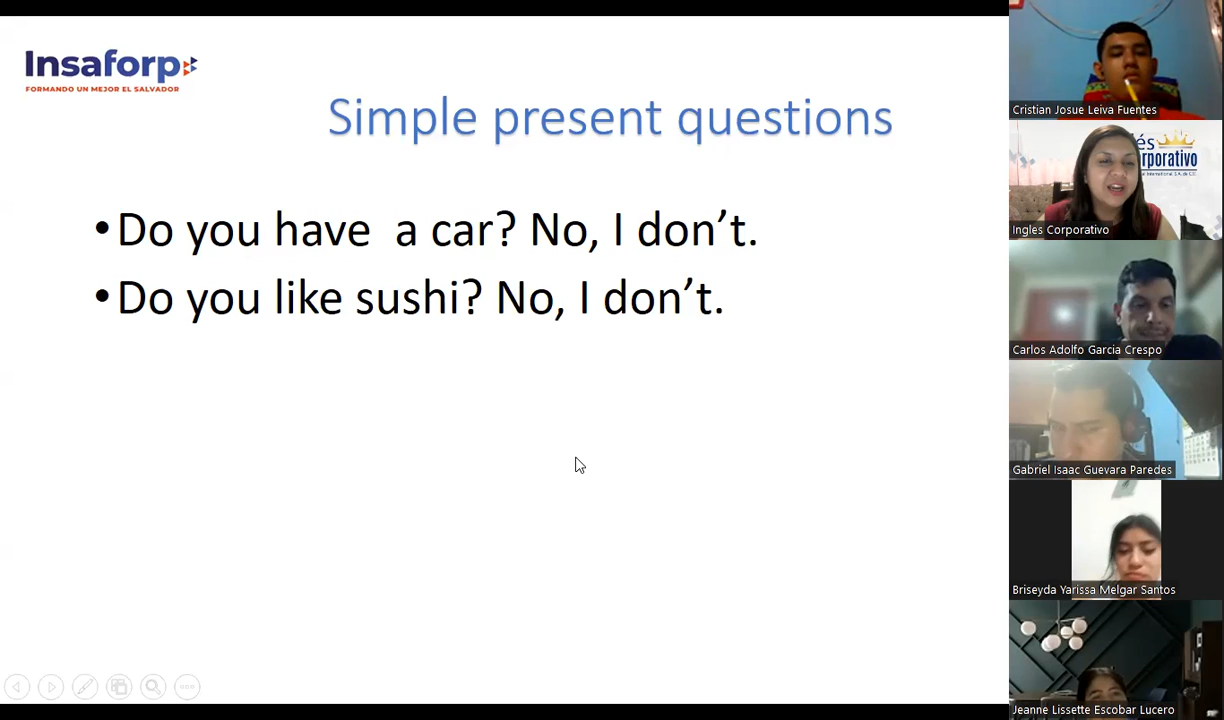 Insaforp
FORMANDO UN MEJOR EL SALVADOR
Simple present questions
• Do you have a car? No, I don’t.
• Do you like sushi? No, I don’t.
Cristian Josue Leiva Fuentes
és
rporativo
Ingles Corporativo
Carlos Adolfo Garcia Crespo
Gabriel Isaac Guevara Paredes
Briseyda Yarissa Melgar Santos
Jeanne Lissette Escobar Lucero